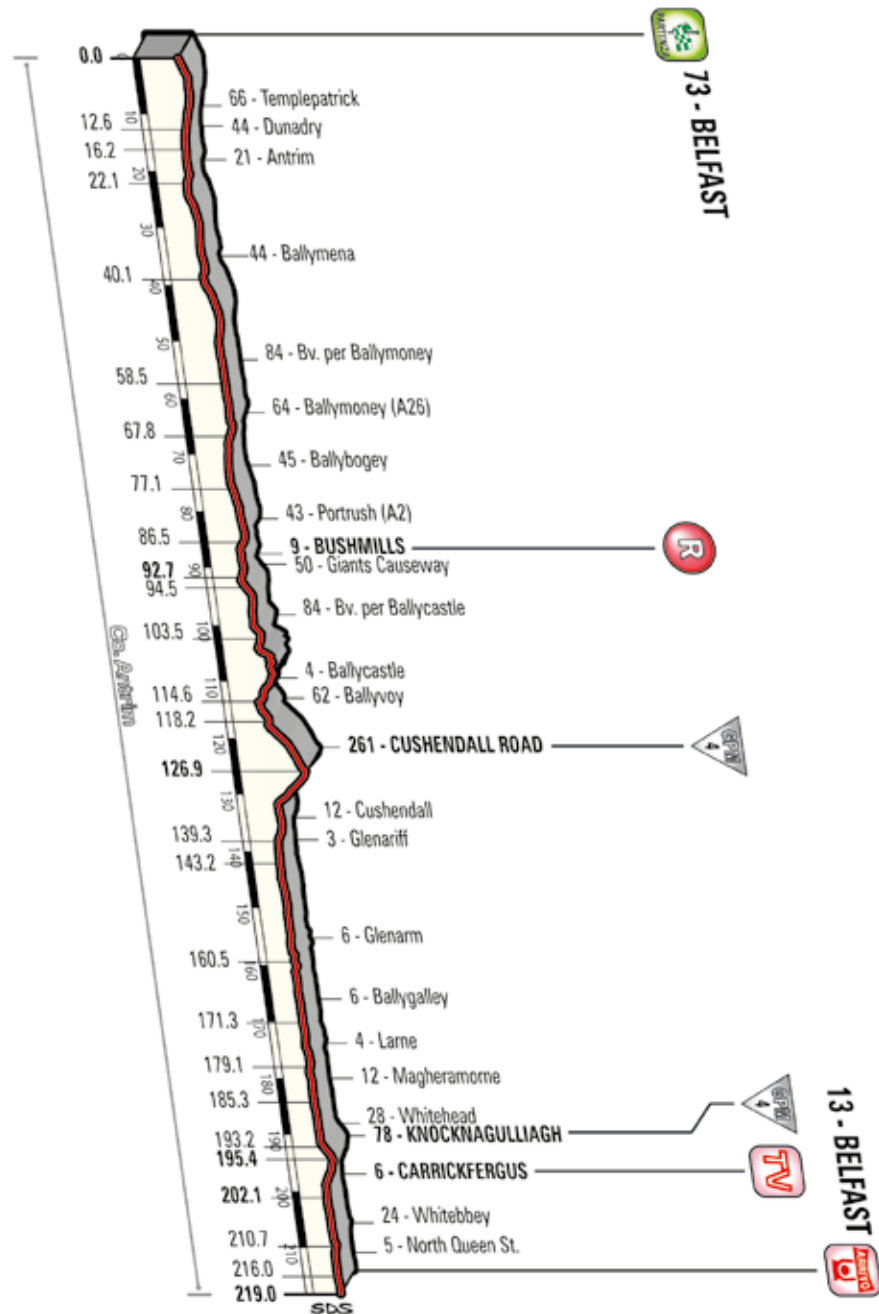 PARTENZA
73 - BELFAST
66 - Templepatrick
44 - Dunadry
21 - Antrim
44 - Ballymena
84 - Bv. per Ballymoney
64 - Ballymoney (A26)
45 - Ballybogey
43 - Portrush (A2)
9 - BUSHMILLS
R
50 - Giants Causeway
84 - Bv. per Ballycastle
4 - Ballycastle
62 - Ballyvoy
261 - CUSHENDALL ROAD
GPM
4
12 - Cushendall
3 - Glenariff
6 - Glenarm
6 - Ballygalley
4 - Larne
12 - Magheramorne
28 - Whitehead
78 - KNOCKNAGULLIAGH
GPM
4
6 - CARRICKFERGUS
TV
24 - Whitebbey
5 - North Queen St.
13 - BELFAST
ARRIVO
0.0
12.6
16.2
22.1
40.1
58.5
67.8
77.1
86.5
92.7
94.5
103.5
114.6
118.2
126.9
139.3
143.2
160.5
171.3
179.1
185.3
193.2
195.4
202.1
210.7
216.0
219.0
0
10
20
30
40
50
60
70
80
90
100
110
120
130
140
150
160
170
180
190
200
210
Co. Antrim
SDS